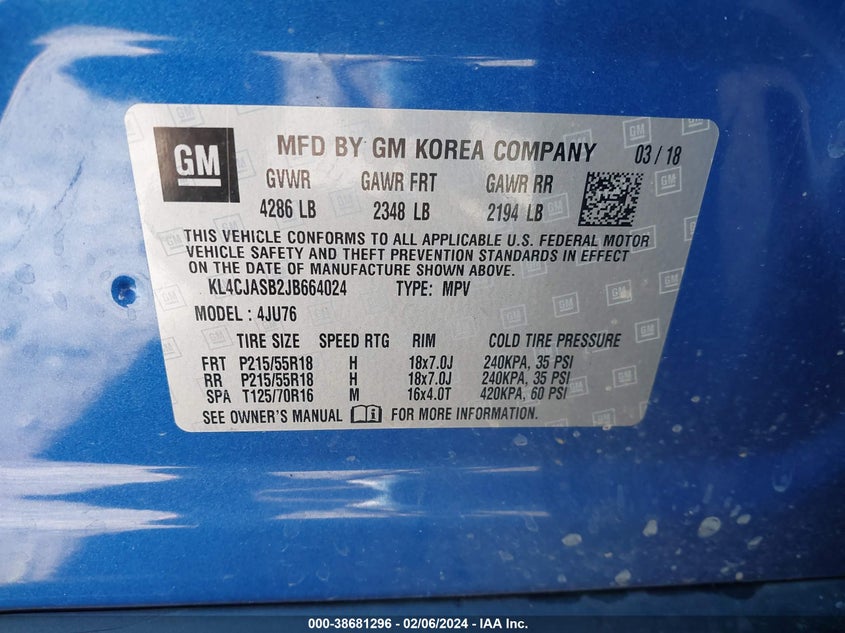 GM MFD BY GM KOREA COMPANY 03 / 18
GVWR GAWR FRT GAWR RR
4286 LB 2348 LB 2194 LB
THIS VEHICLE CONFORMS TO ALL APPLICABLE U.S. FEDERAL MOTOR
VEHICLE SAFETY AND THEFT PREVENTION STANDARDS IN EFFECT
ON THE DATE OF MANUFACTURE SHOWN ABOVE.
KL4CJASB2JB664024 TYPE: MPV
MODEL : 4JU76
TIRE SIZE SPEED RTG RIM COLD TIRE PRESSURE
FRT P215/55R18 H 18x7.0J 240KPA, 35 PSI
RR P215/55R18 H 18x7.0J 240KPA, 35 PSI
SPA T125/70R16 M 16x4.0T 420KPA, 60 PSI
SEE OWNER'S MANUAL FOR MORE INFORMATION.
000-38681296 - 02/06/2024 - IAA Inc.